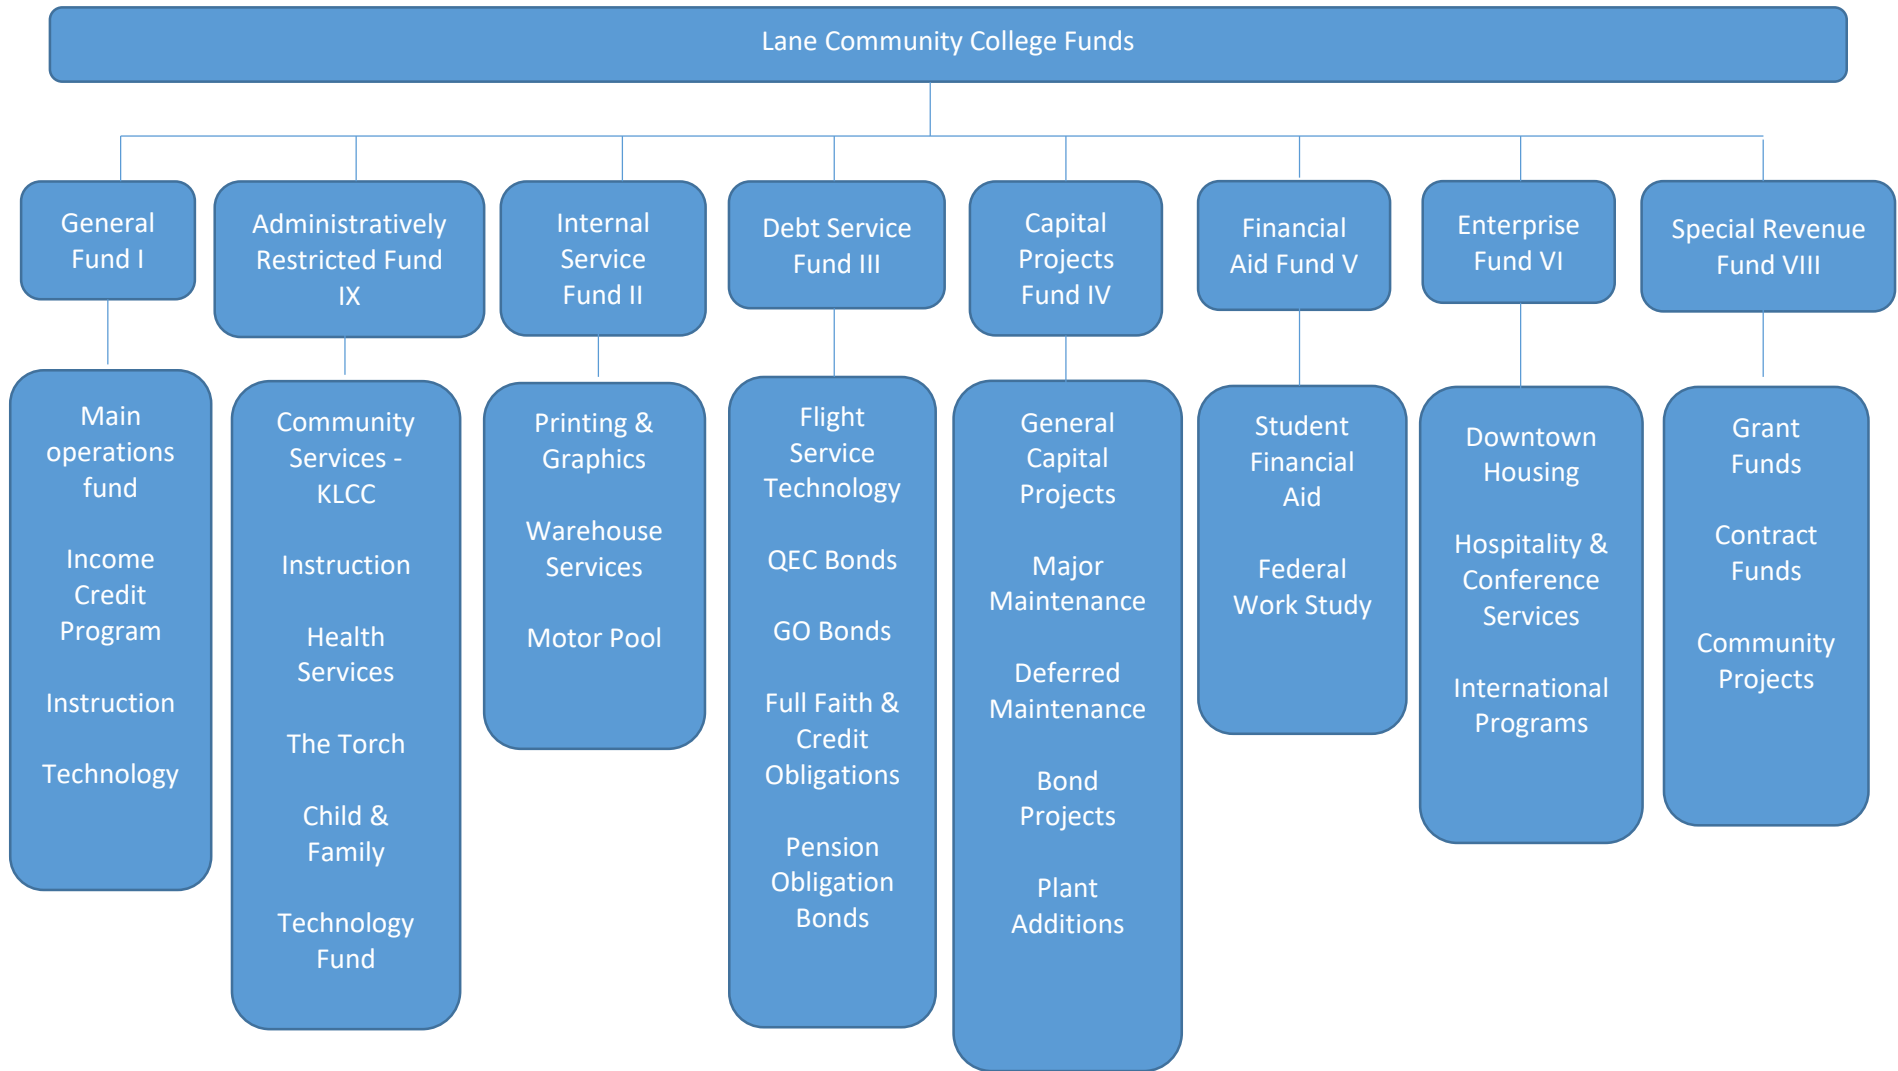 Lane Community College Funds
General
Fund I
Administratively
Restricted Fund
IX
Internal
Service
Fund II
Debt Service
Fund III
Capital
Projects
Fund IV
Financial
Aid Fund V
Enterprise
Fund VI
Special Revenue
Fund VIII
Main
operations
fund
Income
Credit
Program
Instruction
Technology
Community
Services -
KLCC
Instruction
Health
Services
The Torch
Child &
Family
Technology
Fund
Printing &
Graphics
Warehouse
Services
Motor Pool
Flight
Service
Technology
QEC Bonds
GO Bonds
Full Faith &
Credit
Obligations
Pension
Obligation
Bonds
General
Capital
Projects
Major
Maintenance
Deferred
Maintenance
Bond
Projects
Plant
Additions
Student
Financial
Aid
Federal
Work Study
Downtown
Housing
Hospitality &
Conference
Services
International
Programs
Grant
Funds
Contract
Funds
Community
Projects